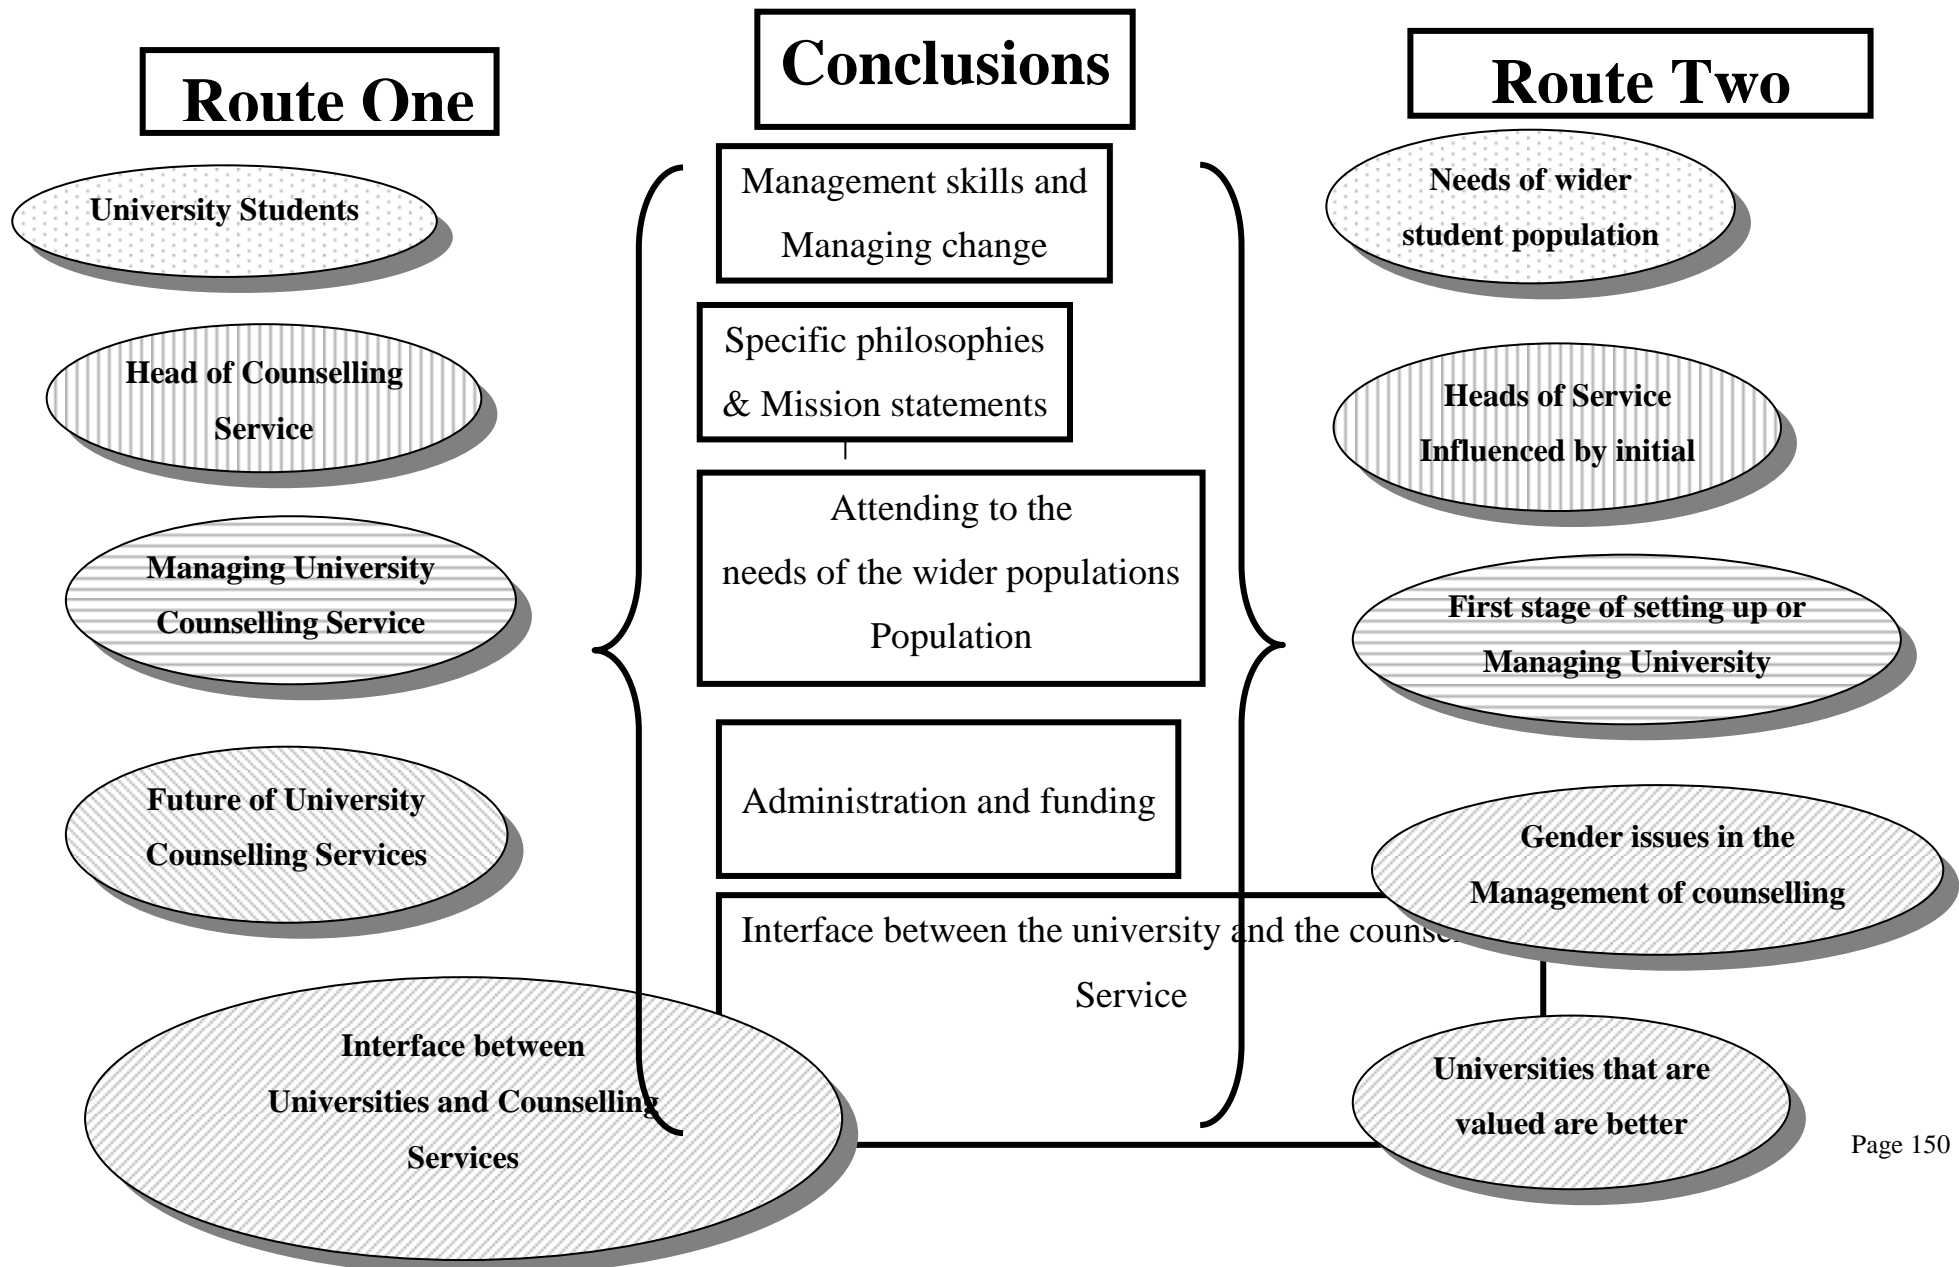 Route One
University Students
Head of Counselling
Service
Managing University
Counselling Service
Future of University
Counselling Services
Interface between
Universities and Counselling
Services
Conclusions
Management skills and
Managing change
Specific philosophies
& Mission statements
Attending to the
needs of the wider populations
Population
Administration and funding
Interface between the university and the
Service
Route Two
Needs of wider
student population
Heads of Service
Influenced by initial
First stage of setting up or
Managing University
Gender issues in the
Management of counselling
Universities that are
valued are better
Page 150